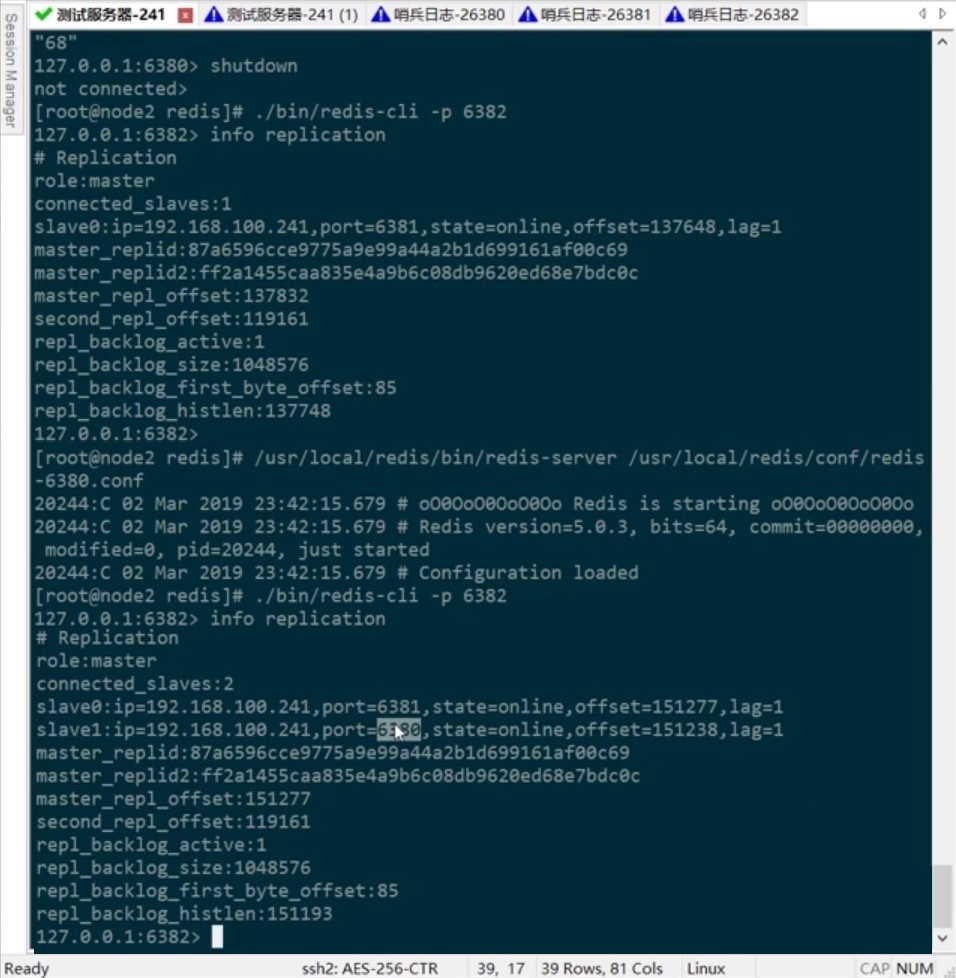 测试服务器-241
测试服务器-241 (1)
哨兵日志-26380
哨兵日志-26381
哨兵日志-26382
Session Manager
"68"
127.0.0.1:6380> shutdown
not connected>
[root@node2 redis]# ./bin/redis-cli -p 6382
127.0.0.1:6382> info replication
# Replication
role:master
connected_slaves:1
slave0:ip=192.168.100.241,port=6381,state=online,offset=137648,lag=1
master_replid:87a6596cce9775a9e99a44a2b1d699161af00c69
master_replid2:ff2a1455caa835e4a9b6c08db9620ed68e7bdc0c
master_repl_offset:137832
second_repl_offset:119161
repl_backlog_active:1
repl_backlog_size:1048576
repl_backlog_first_byte_offset:85
repl_backlog_histlen:137748
127.0.0.1:6382>
[root@node2 redis]# /usr/local/redis/bin/redis-server /usr/local/redis/conf/redis
-6380.conf
20244:C 02 Mar 2019 23:42:15.679 # oO0OoO0OoO0Oo Redis is starting oO0OoO0OoO0Oo
20244:C 02 Mar 2019 23:42:15.679 # Redis version=5.0.3, bits=64, commit=00000000,
 modified=0, pid=20244, just started
20244:C 02 Mar 2019 23:42:15.679 # Configuration loaded
[root@node2 redis]# ./bin/redis-cli -p 6382
127.0.0.1:6382> info replication
# Replication
role:master
connected_slaves:2
slave0:ip=192.168.100.241,port=6381,state=online,offset=151277,lag=1
slave1:ip=192.168.100.241,port=6380,state=online,offset=151238,lag=1
master_replid:87a6596cce9775a9e99a44a2b1d699161af00c69
master_replid2:ff2a1455caa835e4a9b6c08db9620ed68e7bdc0c
master_repl_offset:151277
second_repl_offset:119161
repl_backlog_active:1
repl_backlog_size:1048576
repl_backlog_first_byte_offset:85
repl_backlog_histlen:151193
127.0.0.1:6382>
Ready
ssh2: AES-256-CTR
39, 17
39 Rows, 81 Cols
Linux
CAP NUM